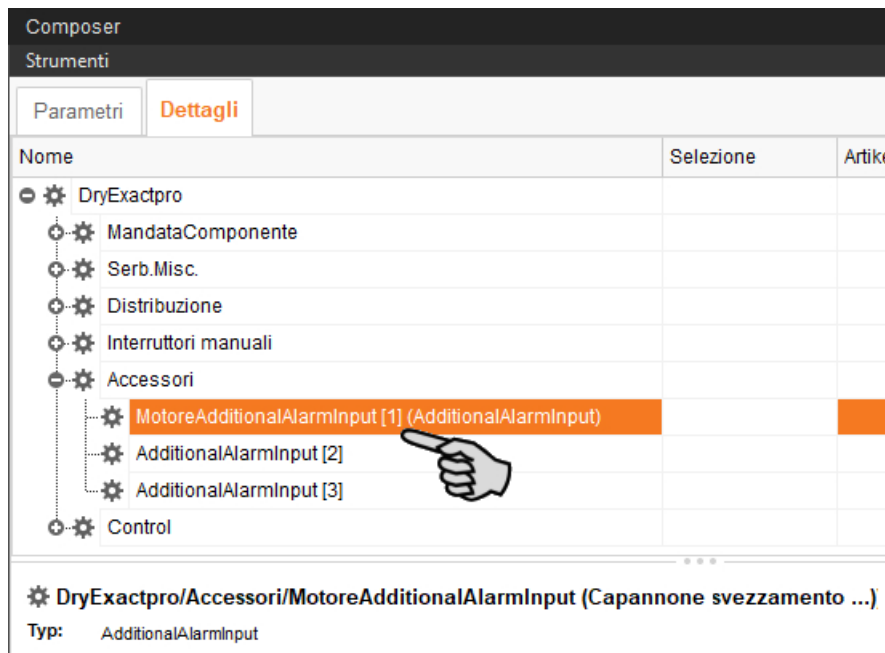 Composer
Strumenti
Parametri Dettagli
Nome Selezione Artike
DryExactpro
MandataComponente
Serb.Misc.
Distribuzione
Interruttori manuali
Accessori
MotoreAdditionalAlarmInput [1] (AdditionalAlarmInput)
AdditionalAlarmInput [2]
AdditionalAlarmInput [3]
Control
DryExactpro/Accessori/MotoreAdditionalAlarmInput (Capannone svezzamento ...)
Typ: AdditionalAlarmInput